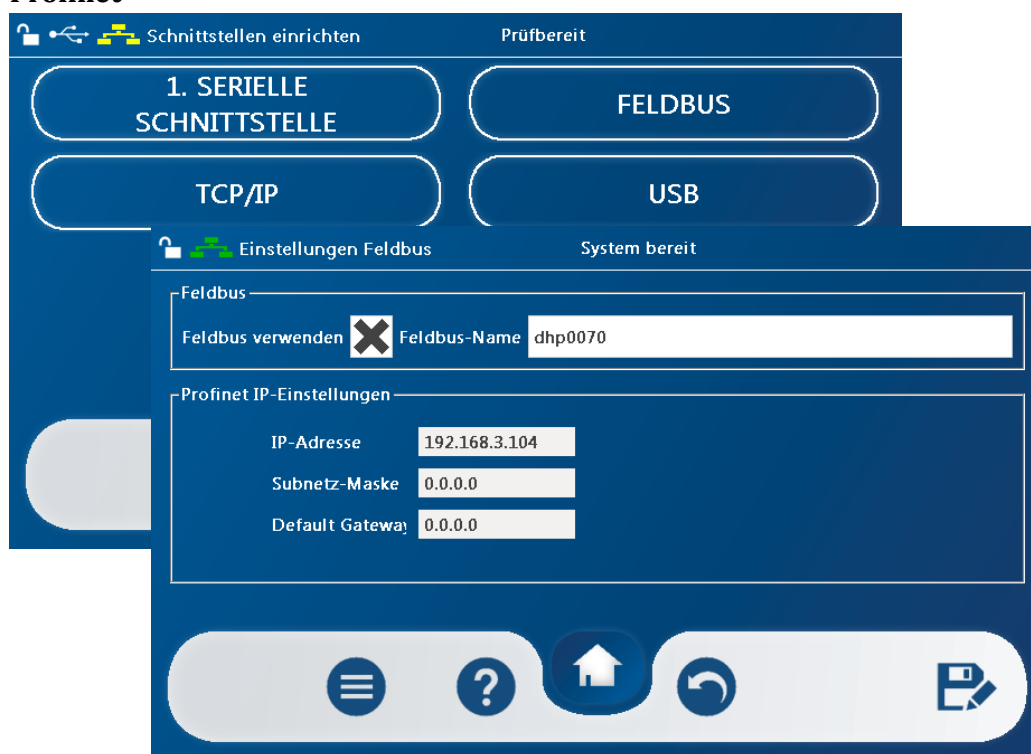 Schnittstellen einrichten Prüfbereit
1. SERIELLE
SCHNITTSTELLE
FELDBUS
TCP/IP
USB
Einstellungen Feldbus System bereit
Feldbus
Feldbus verwenden Feldbus-Name dhp0070
Profinet IP-Einstellungen
IP-Adresse 192.168.3.104
Subnetz-Maske 0.0.0.0
Default Gateway 0.0.0.0
?